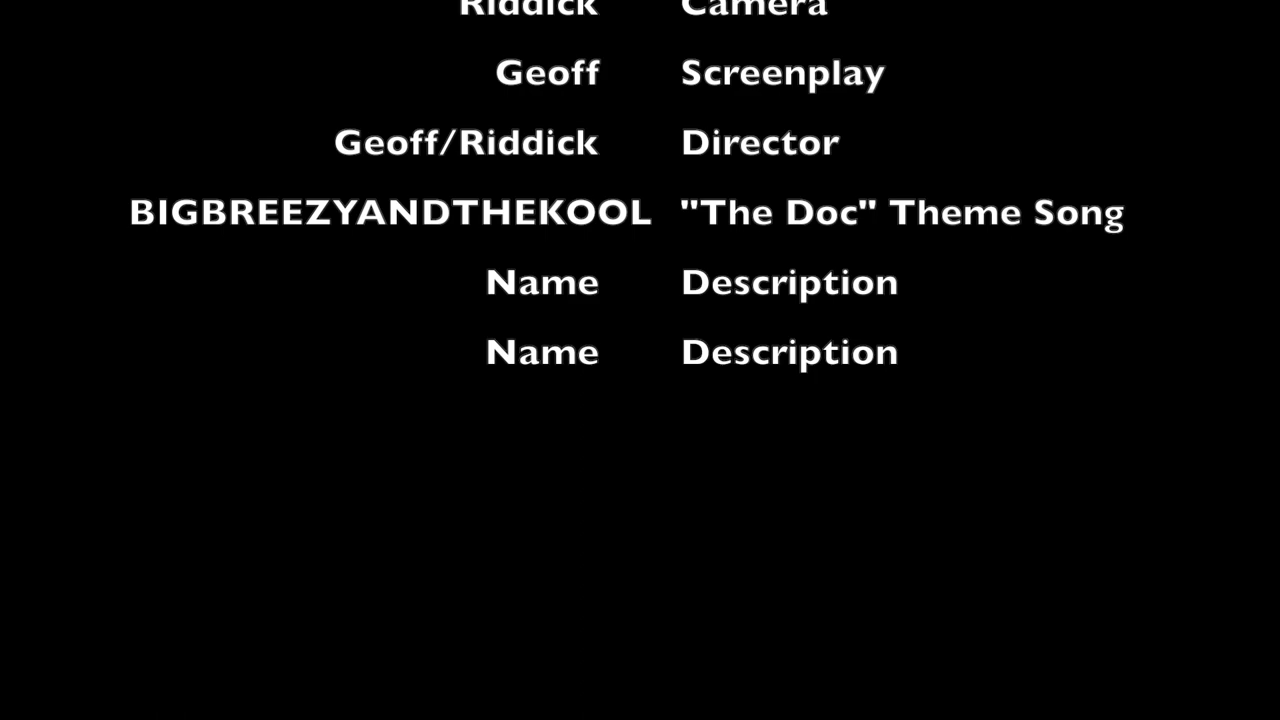 Riddick Camera
Geoff Screenplay
Geoff/Riddick Director
BIGBREEZYANDTHEKOOL "The Doc" Theme Song
Name Description
Name Description